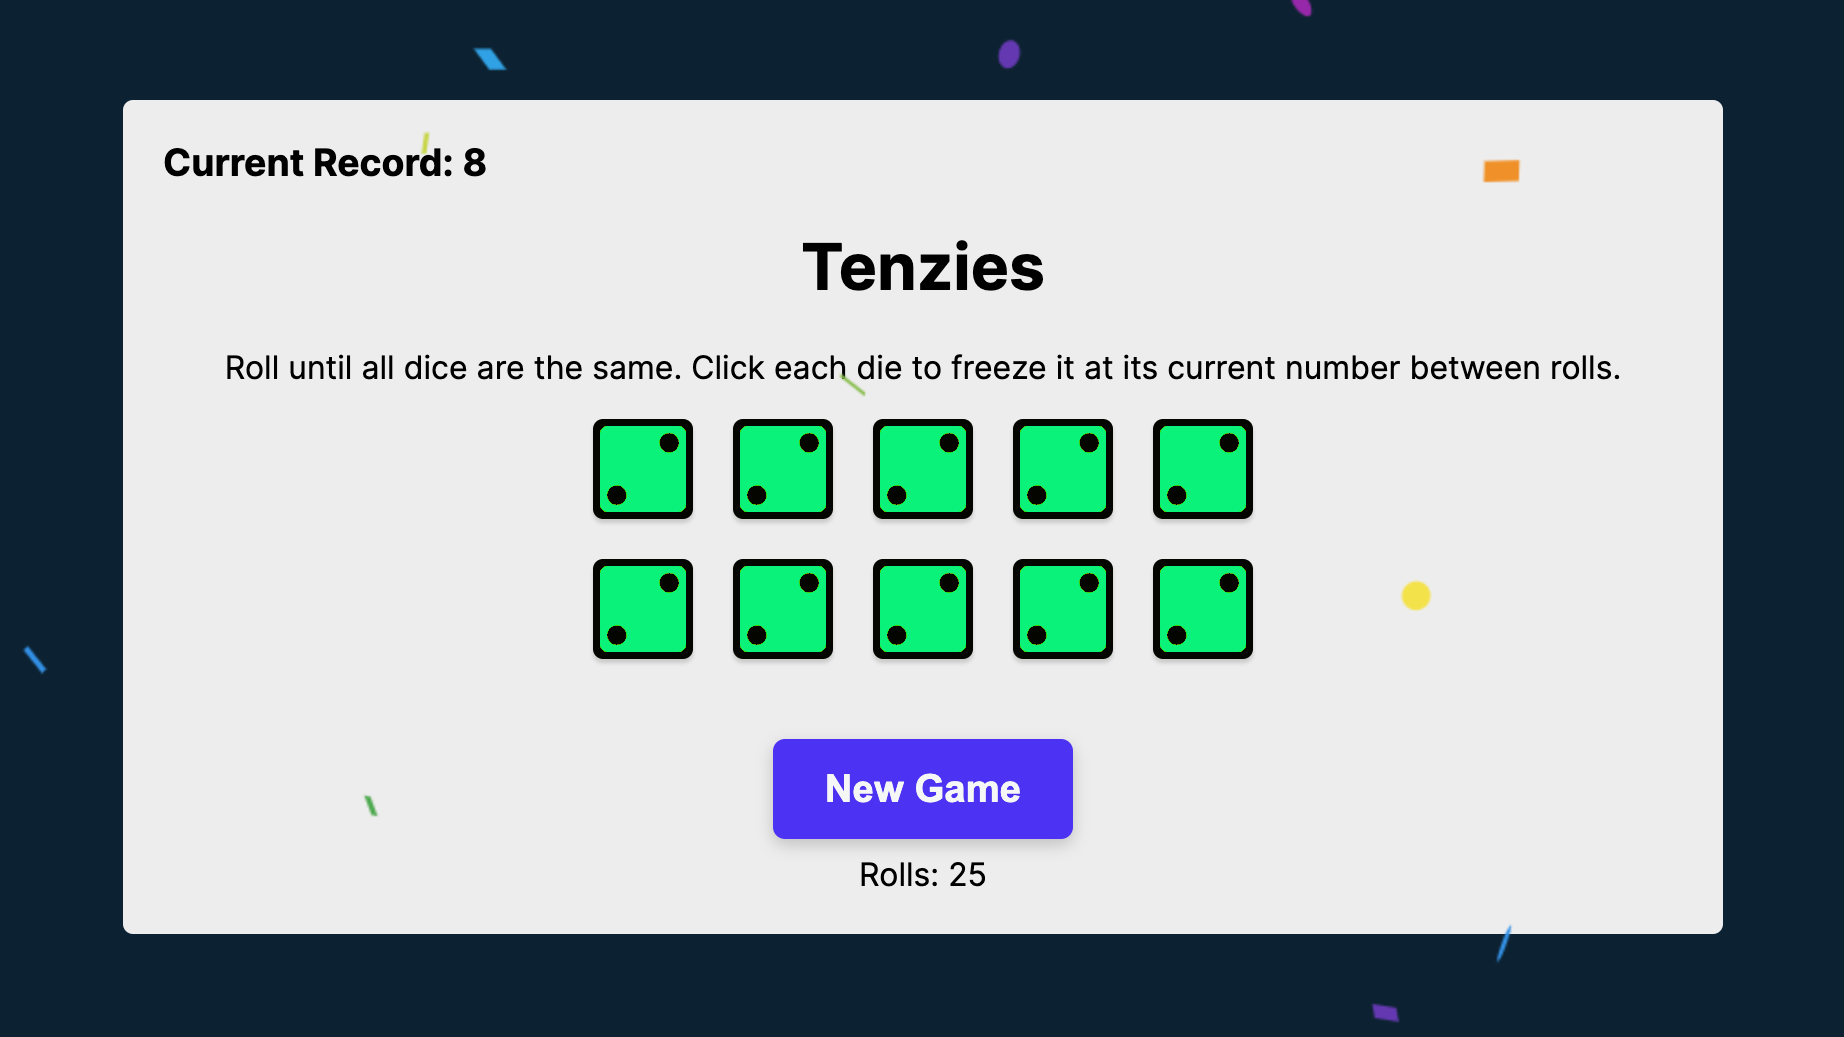 Current Record: 8
Tenzies
Roll until all dice are the same. Click each die to freeze it at its current number between rolls.
New Game
Rolls: 25